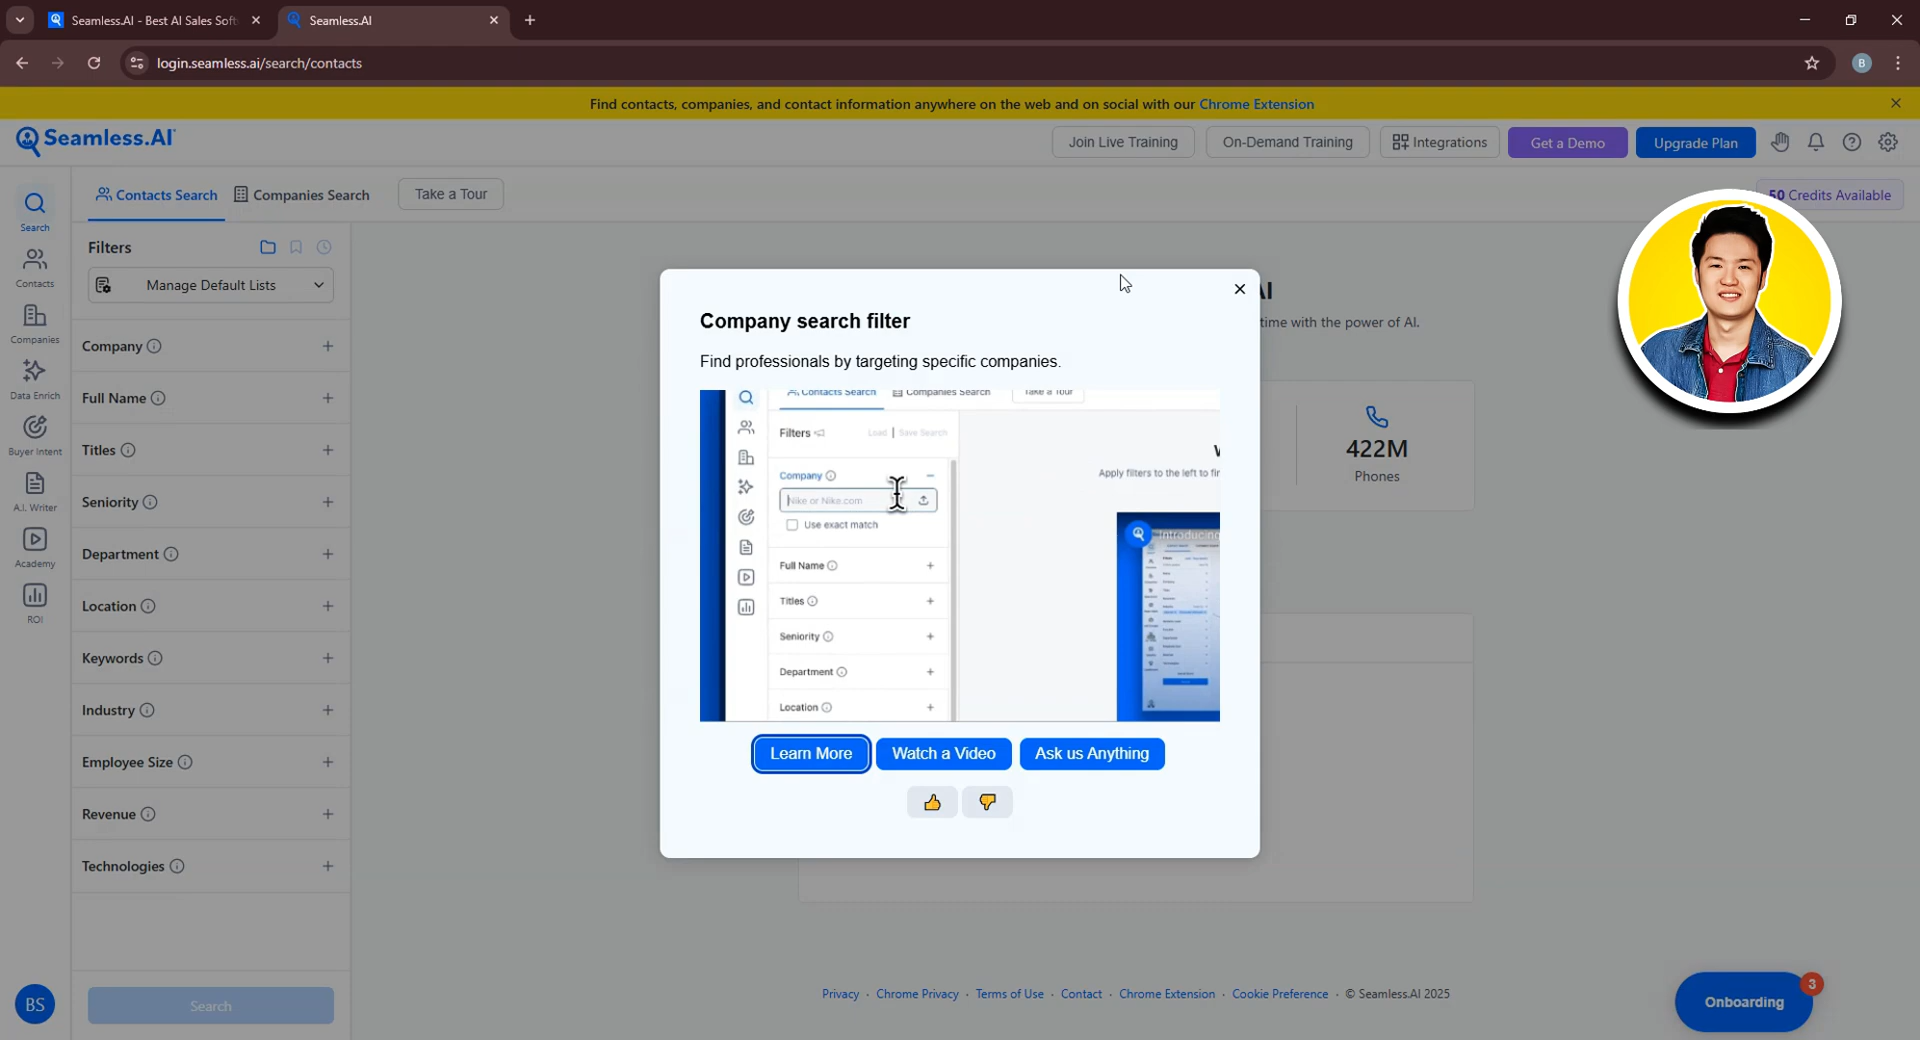 Seamless.AI - Best AI Sales Soft
Seamless.AI
login.seamless.ai/search/contacts
B
Find contacts, companies, and contact information anywhere on the web and on social with our Chrome Extension
Seamless.AI
Join Live Training
On-Demand Training
Integrations
Get a Demo
Upgrade Plan
Contacts Search
Companies Search
Take a Tour
50 Credits Available
Search
Contacts
Companies
Data Enrich
Buyer Intent
A.I. Writer
Academy
ROI
BS
Filters
Manage Default Lists
Company
Full Name
Titles
Seniority
Department
Location
Keywords
Industry
Employee Size
Revenue
Technologies
Search
AI
time with the power of AI.
422M
Phones
Company search filter
Find professionals by targeting specific companies.
Contacts Search
Companies Search
Take a Tour
Filters
Load | Save Search
Company
Nike or Nike.com
Use exact match
Full Name
Titles
Seniority
Department
Location
Apply filters to the left to fin
Introducing
Learn More
Watch a Video
Ask us Anything
Privacy · Chrome Privacy · Terms of Use · Contact · Chrome Extension · Cookie Preference · © Seamless.AI 2025
Onboarding
3